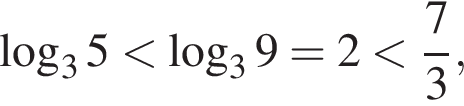 log₃ 5 < log₃ 9 = 2 < 7/3,